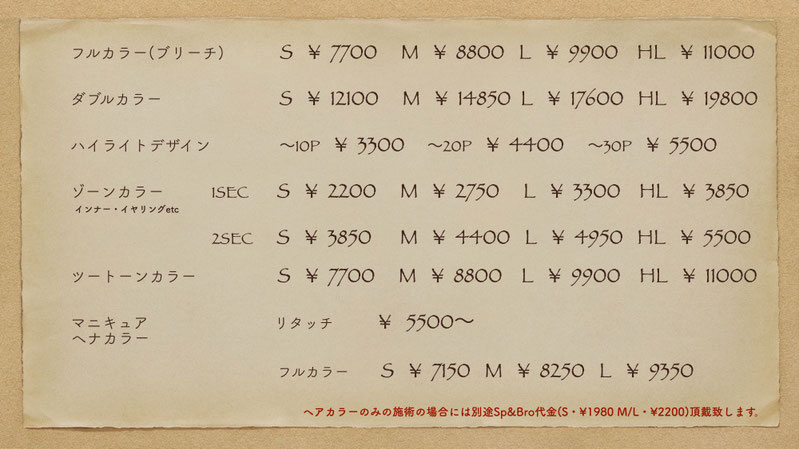 フルカラー(ブリーチ) S ¥ 7700 M ¥ 8800 L ¥ 9900 HL ¥ 11000
ダブルカラー S ¥ 12100 M ¥ 14850 L ¥ 17600 HL ¥ 19800
ハイライトデザイン 〜10P ¥ 3300 〜20P ¥ 4400 〜30P ¥ 5500
ゾーンカラー 1SEC S ¥ 2200 M ¥ 2750 L ¥ 3300 HL ¥ 3850
インナー・イヤリングetc
2SEC S ¥ 3850 M ¥ 4400 L ¥ 4950 HL ¥ 5500
ツートーンカラー S ¥ 7700 M ¥ 8800 L ¥ 9900 HL ¥ 11000
マニキュア リタッチ ¥ 5500〜
ヘナカラー
フルカラー S ¥ 7150 M ¥ 8250 L ¥ 9350
ヘアカラーのみの施術の場合には別途Sp&Bro代金(S・¥1980 M/L・¥2200)頂戴致します。